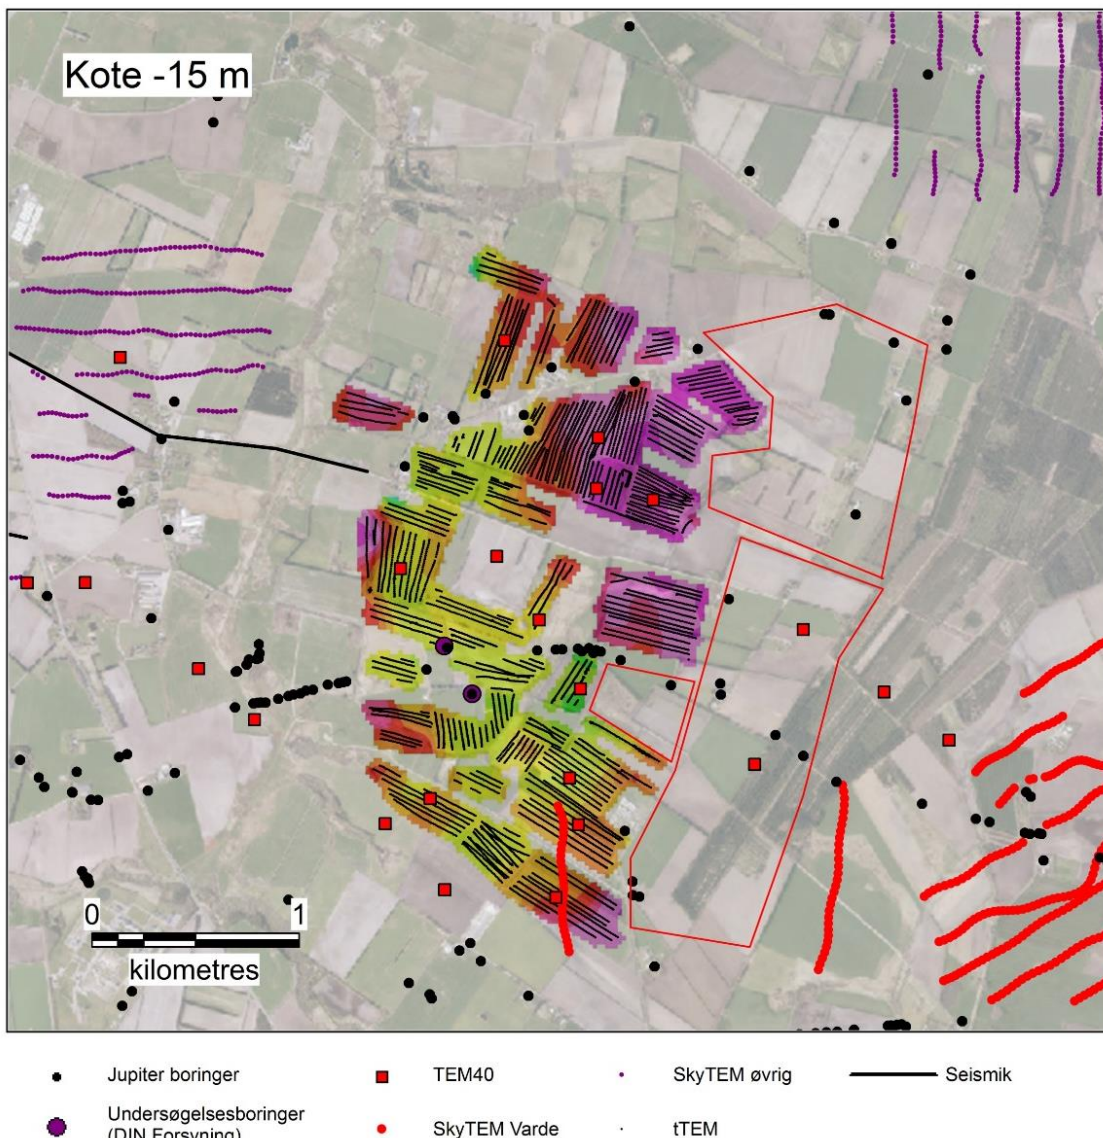 Kote -15 m
0 1
kilometres
Jupiter boringer
TEM40
SkyTEM øvrig
Seismik
Undersøgelsesboringer
(DIN Forsyning)
SkyTEM Varde
tTEM